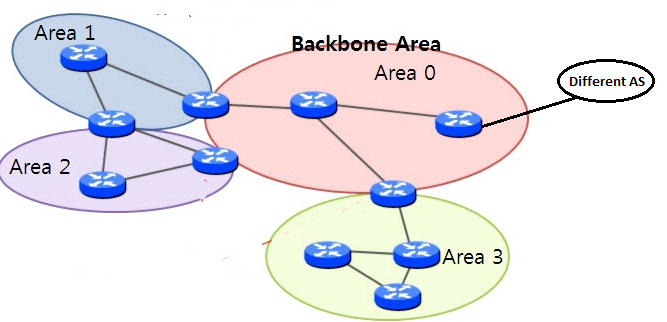 Area 1
Backbone Area
Area 0
Different AS
Area 2
Area 3